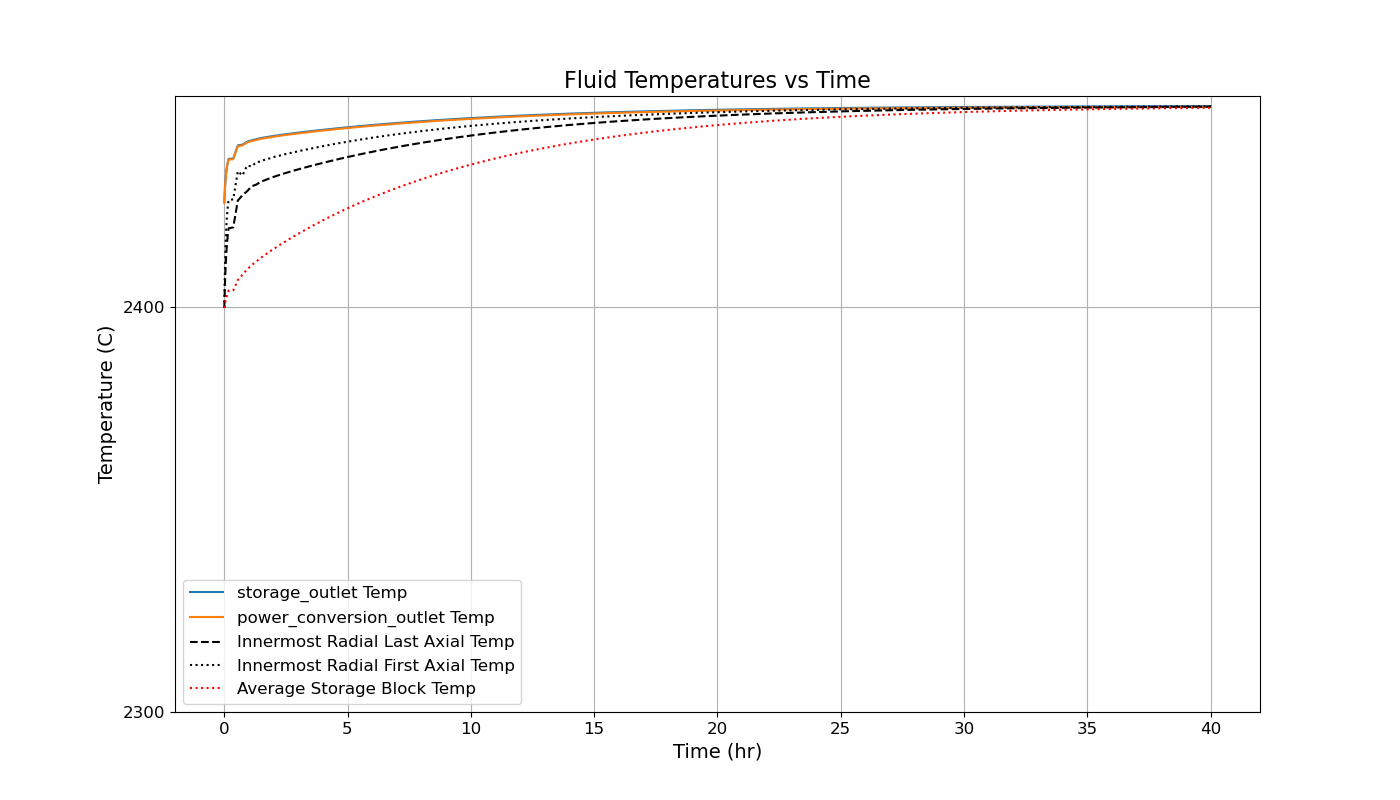 Fluid Temperatures vs Time
Temperature (C)
2400
2300
storage_outlet Temp
power_conversion_outlet Temp
Innermost Radial Last Axial Temp
Innermost Radial First Axial Temp
Average Storage Block Temp
0 5 10 15 20 25 30 35 40
Time (hr)